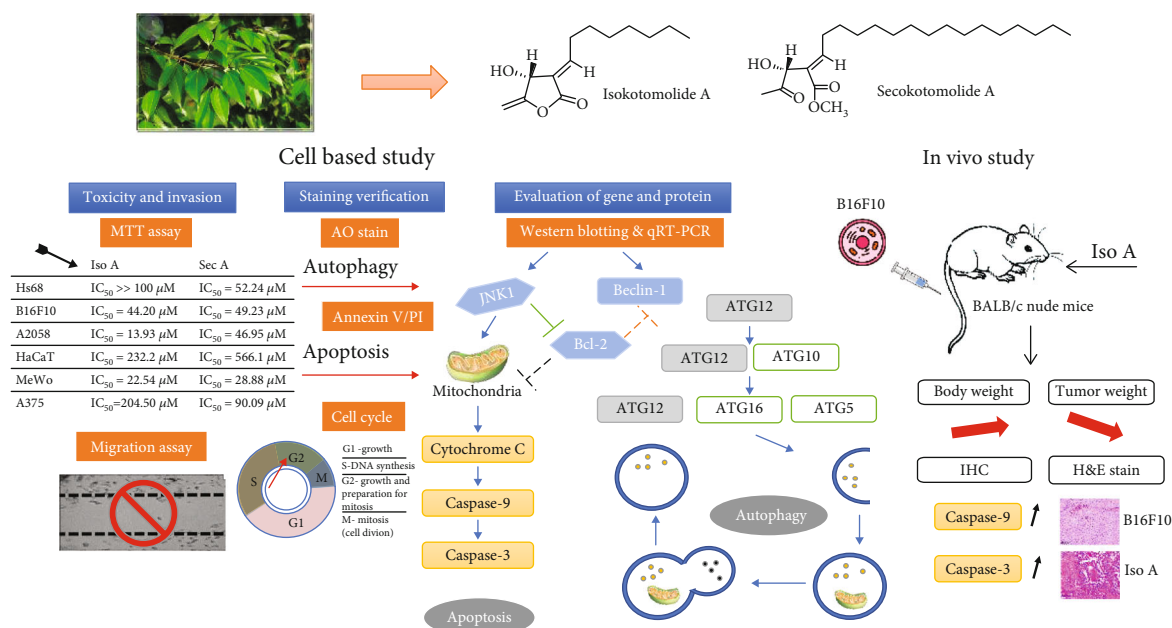 HO
H
H
O
O
Isokotomolide A
HO
H
H
O
O
OCH3
Secokotomolide A
Cell based study
In vivo study
Toxicity and invasion
MTT assay
Iso A Sec A
Hs68 IC50 >> 100 μM IC50 = 52.24 μM
B16F10 IC50 = 44.20 μM IC50 = 49.23 μM
A2058 IC50 = 13.93 μM IC50 = 46.95 μM
HaCaT IC50 = 232.2 μM IC50 = 566.1 μM
MeWo IC50 = 22.54 μM IC50 = 28.88 μM
A375 IC50=204.50 μM IC50 = 90.09 μM
Migration assay
Staining verification
AO stain
Autophagy
Annexin V/PI
Apoptosis
Cell cycle
G2
S
M
G1
G1 -growth
S-DNA synthesis
G2- growth and
preparation for
mitosis
M- mitosis
(cell divion)
Evaluation of gene and protein
Western blotting & qRT-PCR
JNK1
Beclin-1
Bcl-2
Mitochondria
Cytochrome C
Caspase-9
Caspase-3
Apoptosis
ATG12
ATG12 ATG10
ATG12 ATG16 ATG5
Autophagy
B16F10
Iso A
BALB/c nude mice
Body weight Tumor weight
IHC H&E stain
Caspase-9
B16F10
Caspase-3
Iso A